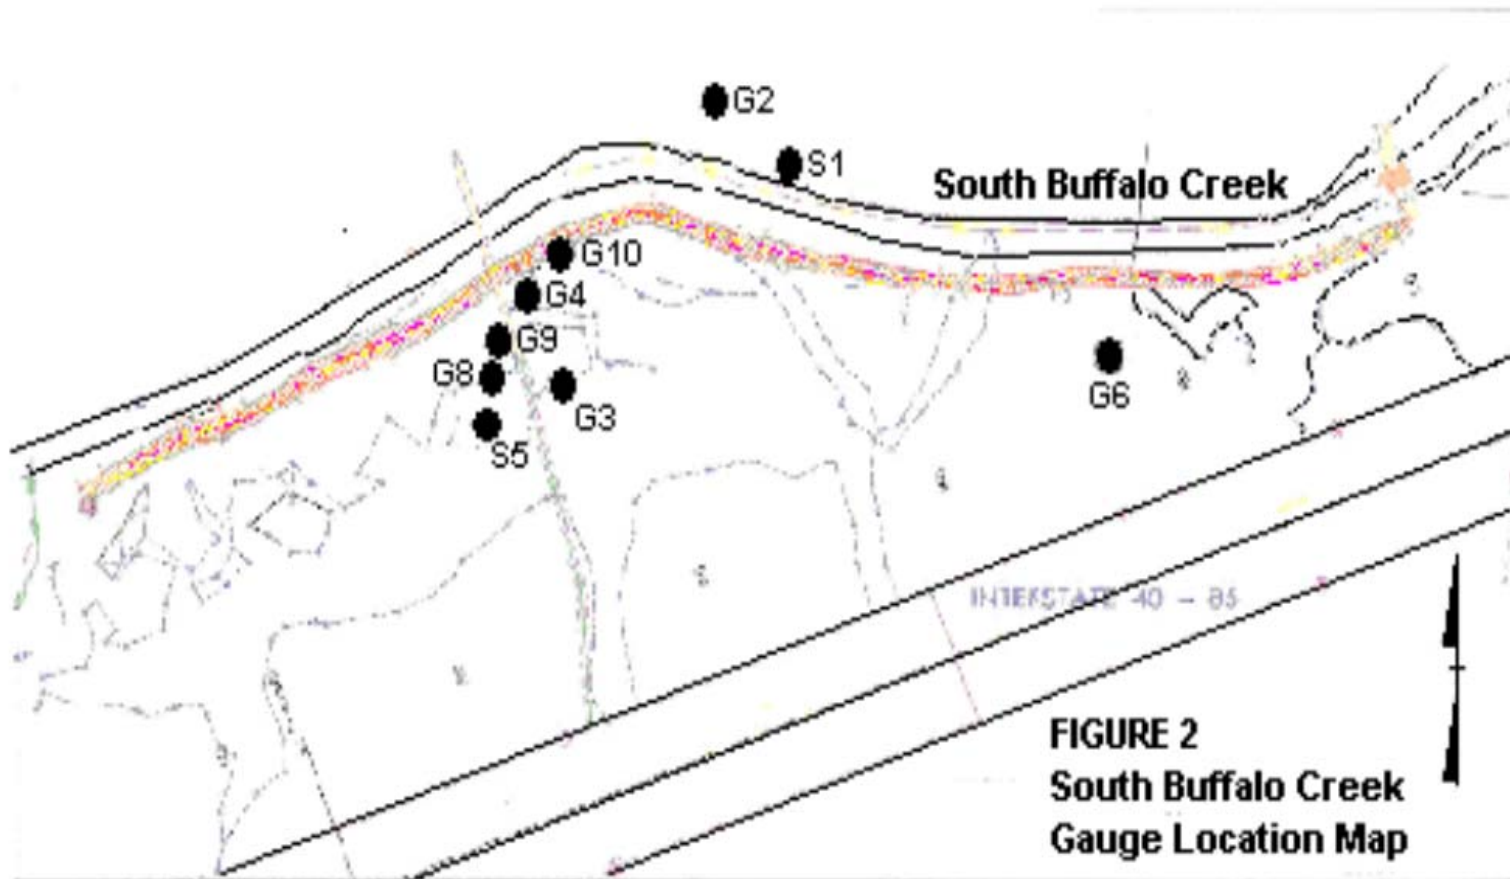 G2
S1
South Buffalo Creek
G10
G4
G9
G8
G3
G6
S5
INTERSTATE 40 - 85
FIGURE 2
South Buffalo Creek
Gauge Location Map